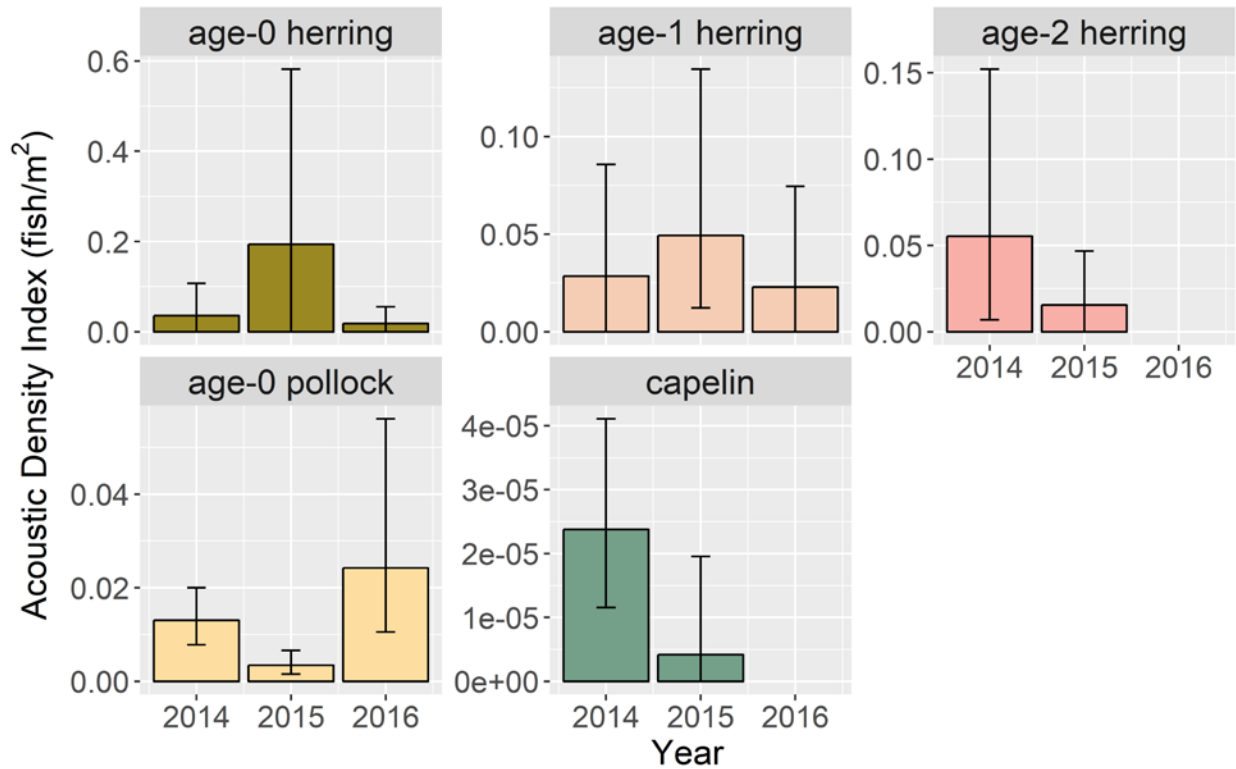 Acoustic Density Index (fish/m²)
age-0 herring
0.6
0.4
0.2
0.0
age-1 herring
0.10
0.05
0.00
age-2 herring
0.15
0.10
0.05
0.00
2014 2015 2016
age-0 pollock
0.04
0.02
0.00
2014 2015 2016
capelin
4e-05
3e-05
2e-05
1e-05
0e+00
2014 2015 2016
Year